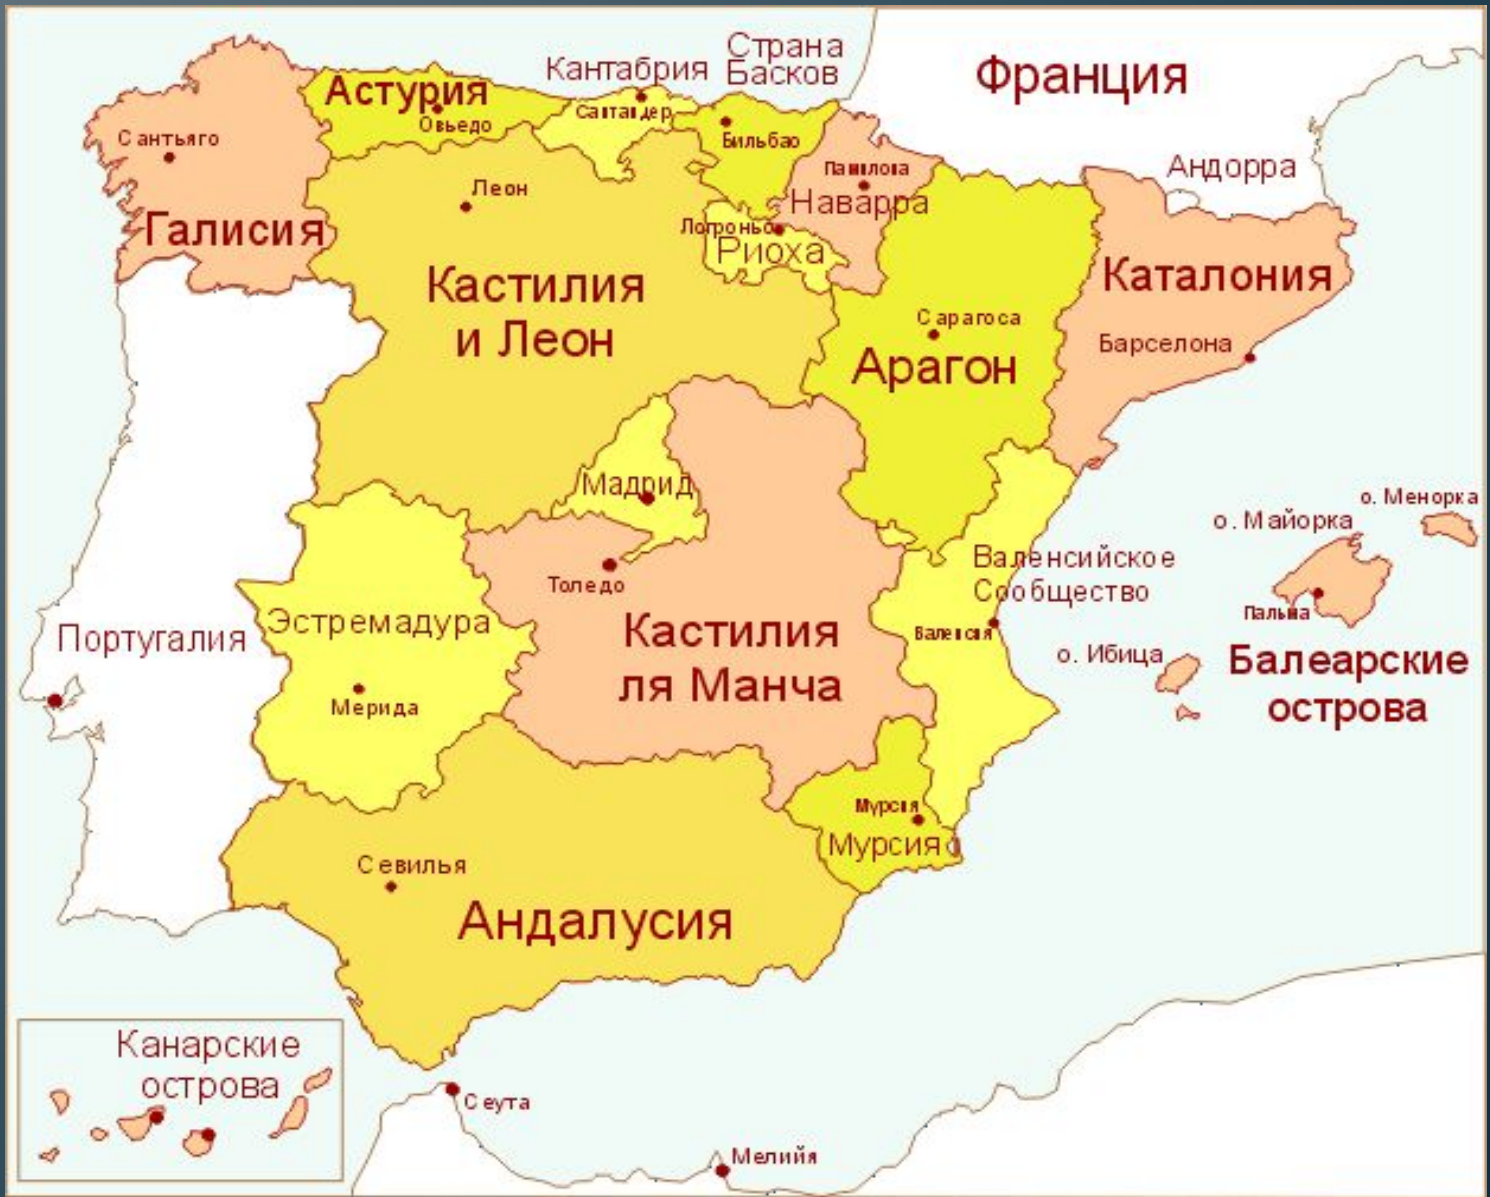 Страна
Басков
Кантабрия
Франция
Астурия
Сантандер
Овьедо
Сантьяго
Бильбао
Памплона
Андорра
Леон
Наварра
Галисия
Логроньо
Риоха
Каталония
Кастилия
и Леон
Сарагоса
Барселона
Арагон
Мадрид
о. Менорка
о. Майорка
Валенсийское
Сообщество
Толедо
Пальма
Эстремадура
Португалия
Кастилия
ля Манча
Валенсия
о. Ибица
Балеарские
острова
Мерида
Мурсия
Мурсия
Севилья
Андалусия
Канарские
острова
Сеута
Мелийя